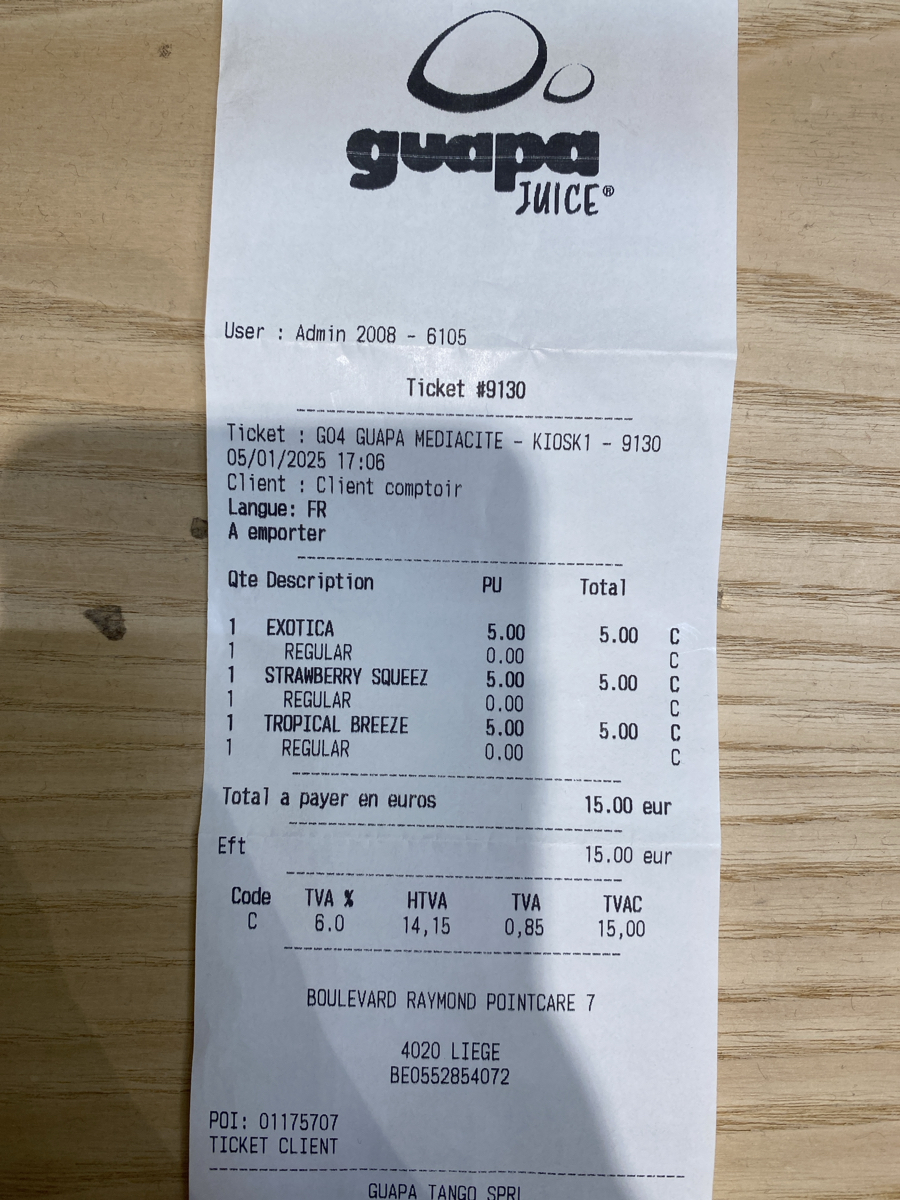 guapa
JUICE®
User : Admin 2008 - 6105
Ticket #9130
Ticket : G04 GUAPA MEDIACITE - KIOSK1 - 9130
05/01/2025 17:06
Client : Client comptoir
Langue: FR
A emporter
Qte Description PU Total
1 EXOTICA 5.00 5.00 C
1 REGULAR 0.00 C
1 STRAWBERRY SQUEEZ 5.00 5.00 C
1 REGULAR 0.00 C
1 TROPICAL BREEZE 5.00 5.00 C
1 REGULAR 0.00 C
Total a payer en euros 15.00 eur
Eft 15.00 eur
Code TVA % HTVA TVA TVAC
C 6.0 14,15 0,85 15,00
BOULEVARD RAYMOND POINTCARE 7
4020 LIEGE
BE0552854072
POI: 01175707
TICKET CLIENT
GUAPA TANGO SPRL